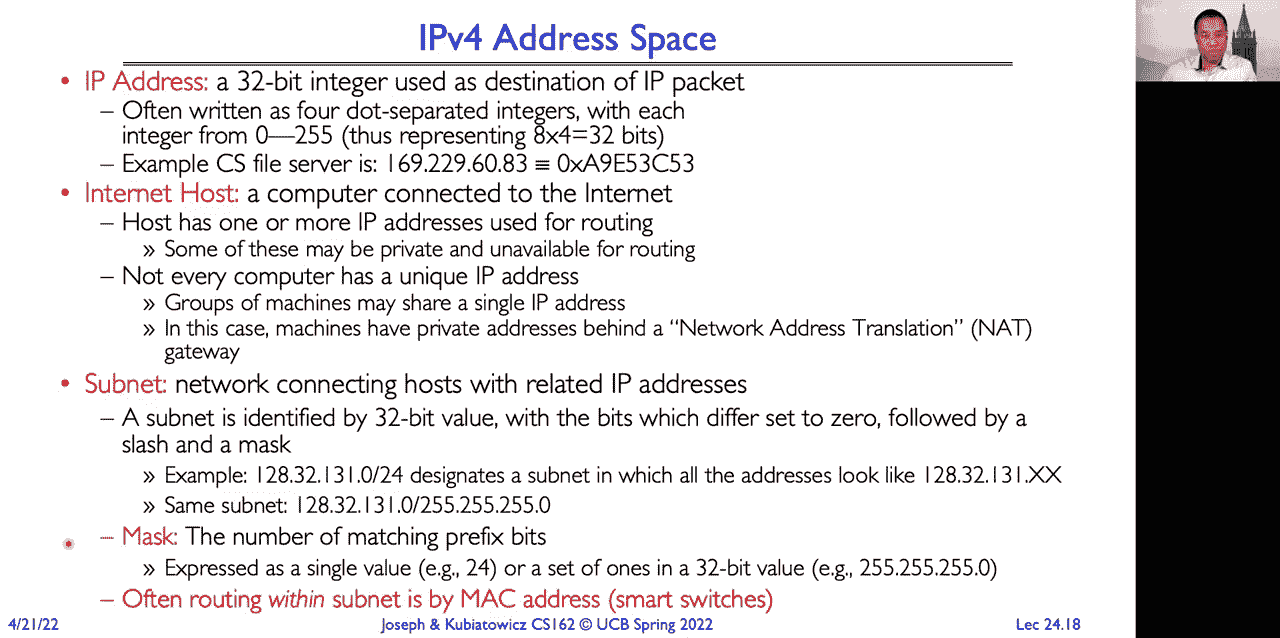 IPv4 Address Space
• IP Address: a 32-bit integer used as destination of IP packet
– Often written as four dot-separated integers, with each
integer from 0—255 (thus representing 8x4=32 bits)
– Example CS file server is: 169.229.60.83 ≡ 0xA9E53C53
• Internet Host: a computer connected to the Internet
– Host has one or more IP addresses used for routing
» Some of these may be private and unavailable for routing
– Not every computer has a unique IP address
» Groups of machines may share a single IP address
» In this case, machines have private addresses behind a “Network Address Translation” (NAT)
gateway
• Subnet: network connecting hosts with related IP addresses
– A subnet is identified by 32-bit value, with the bits which differ set to zero, followed by a
slash and a mask
» Example: 128.32.131.0/24 designates a subnet in which all the addresses look like 128.32.131.XX
» Same subnet: 128.32.131.0/255.255.255.0
– Mask: The number of matching prefix bits
» Expressed as a single value (e.g., 24) or a set of ones in a 32-bit value (e.g., 255.255.255.0)
– Often routing within subnet is by MAC address (smart switches)
4/21/22 Joseph & Kubiatowicz CS162 © UCB Spring 2022 Lec 24.18